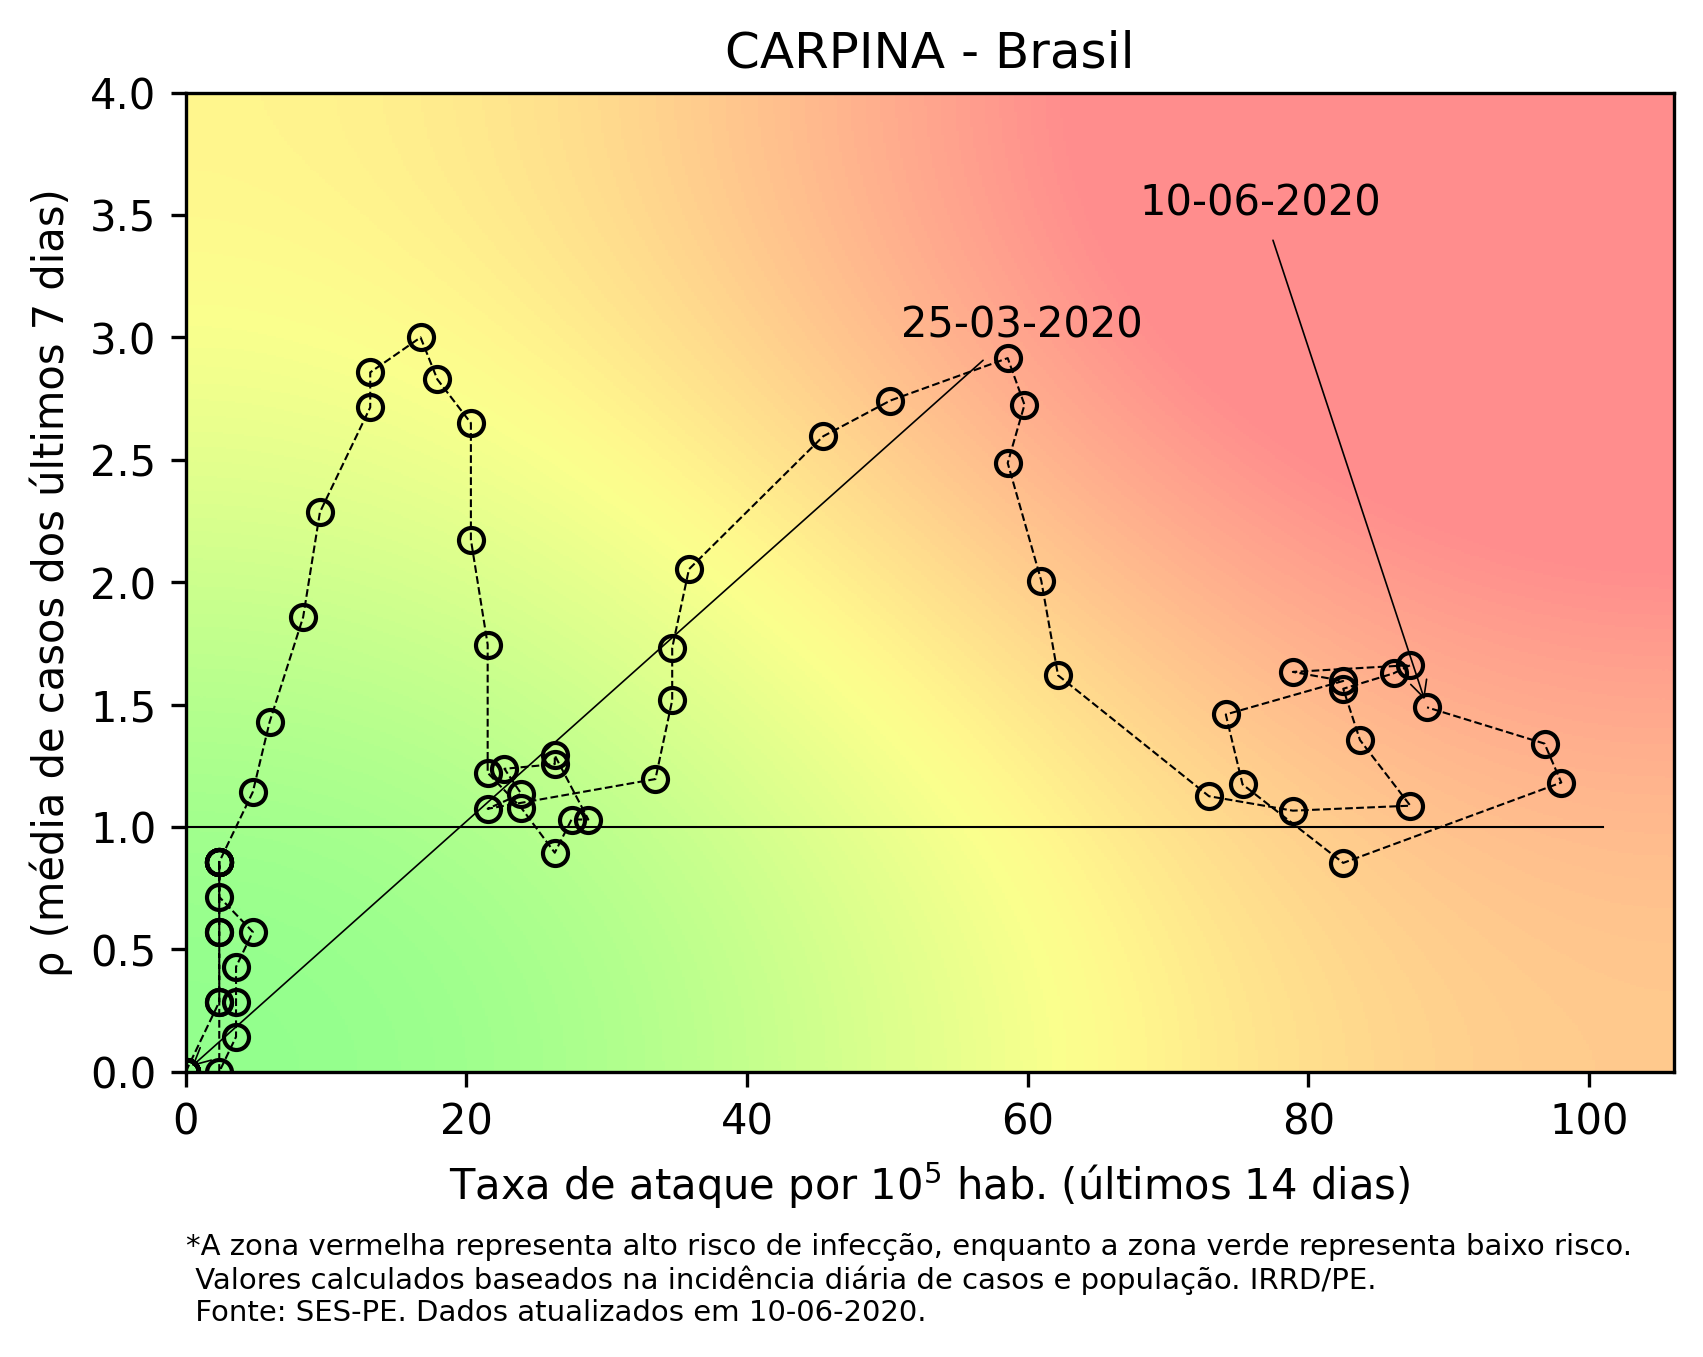 CARPINA - Brasil
4.0
3.5
3.0
2.5
2.0
1.5
1.0
0.5
0.0
ρ (média de casos dos últimos 7 dias)
10-06-2020
25-03-2020
0 20 40 60 80 100
Taxa de ataque por 10⁵ hab. (últimos 14 dias)
*A zona vermelha representa alto risco de infecção, enquanto a zona verde representa baixo risco.
Valores calculados baseados na incidência diária de casos e população. IRRD/PE.
Fonte: SES-PE. Dados atualizados em 10-06-2020.